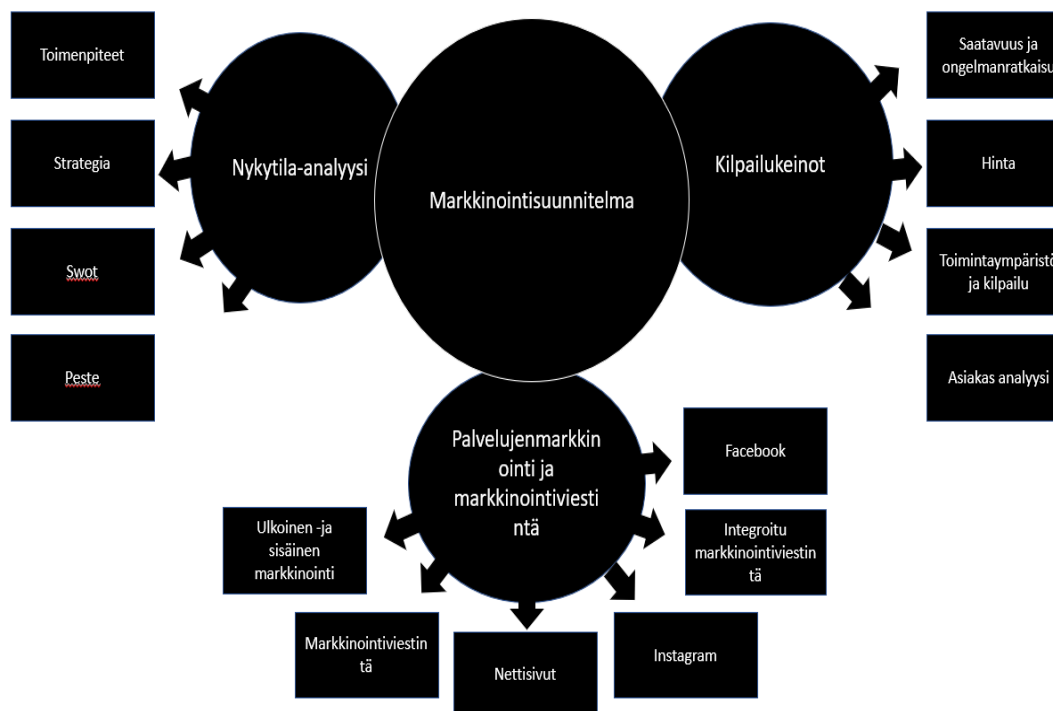 Toimenpiteet
Strategia
Swot
Peste
Nykytila-analyysi
Markkinointisuunnitelma
Kilpailukeinot
Saatavuus ja
ongelmanratkaisu
Hinta
Toimintaympäristö
ja kilpailu
Asiakas analyysi
Palvelujenmarkkin
ointi ja
markkinointiviesti
ntä
Facebook
Integroitu
markkinointiviestin
tä
Instagram
Nettisivut
Markkinointiviestin
tä
Ulkoinen -ja
sisäinen
markkinointi